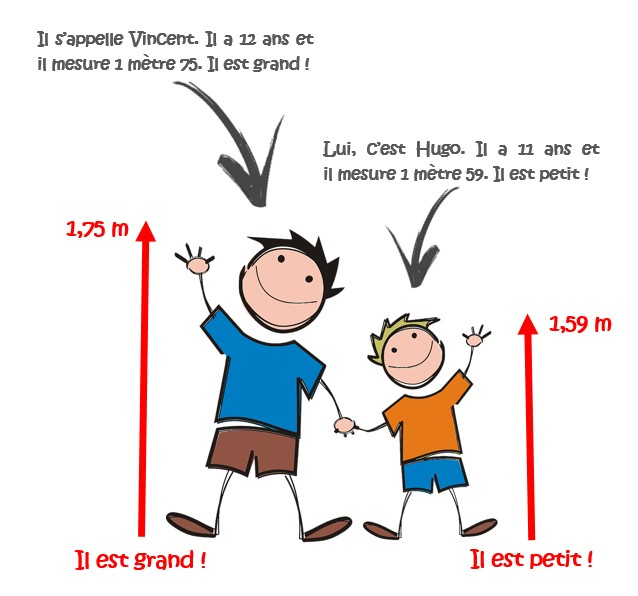 Il s'appelle Vincent. Il a 12 ans et
il mesure 1 mètre 75. Il est grand !
Lui, c'est Hugo. Il a 11 ans et
il mesure 1 mètre 59. Il est petit !
1,75 m
1,59 m
Il est grand !
Il est petit !